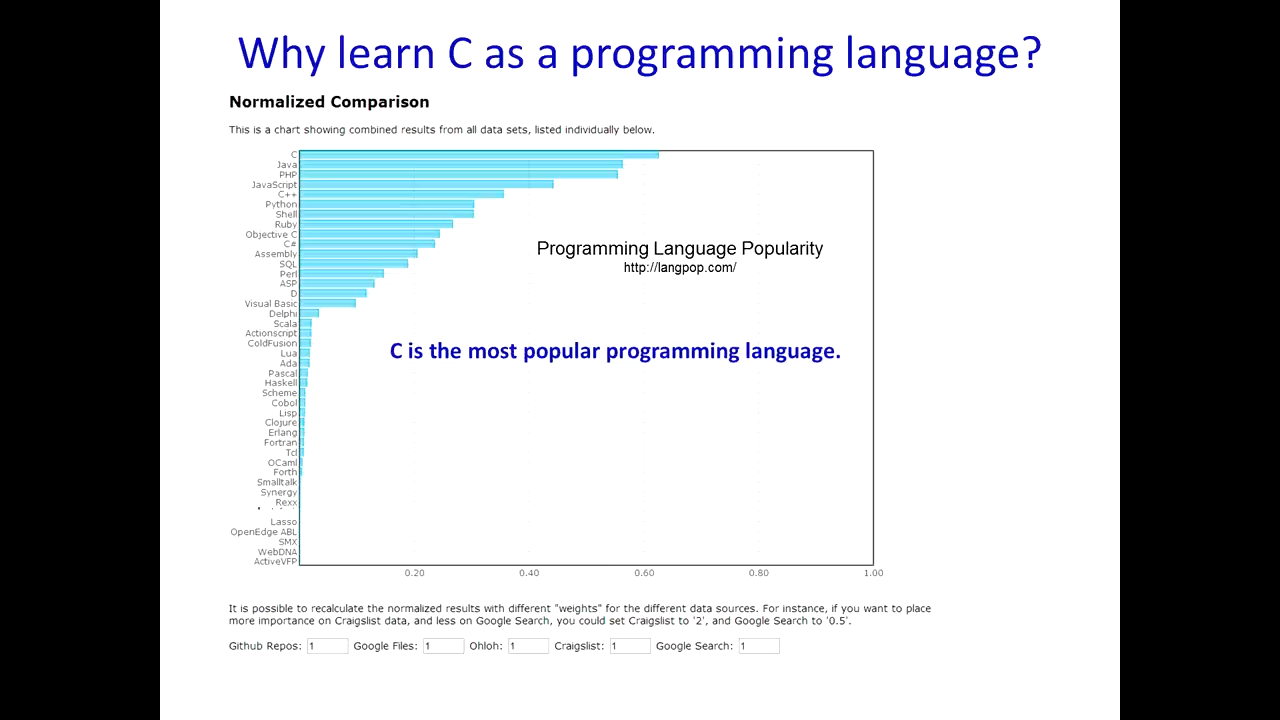 Why learn C as a programming language?
Normalized Comparison
This is a chart showing combined results from all data sets, listed individually below.
C
Java
PHP
JavaScript
C++
Python
Shell
Ruby
Objective C
C#
Assembly
SQL
Perl
ASP
D
Visual Basic
Delphi
Scala
Actionscript
ColdFusion
Lua
Ada
Pascal
Haskell
Scheme
Cobol
Lisp
Clojure
Erlang
Fortran
Tcl
OCaml
Forth
Smalltalk
Synergy
Rexx
Lasso
OpenEdge ABL
SMX
WebDNA
ActiveVFP
Programming Language Popularity
http://langpop.com/
C is the most popular programming language.
0.20 0.40 0.60 0.80 1.00
It is possible to recalculate the normalized results with different "weights" for the different data sources. For instance, if you want to place
more importance on Craigslist data, and less on Google Search, you could set Craigslist to '2', and Google Search to '0.5'.
Github Repos: 1 Google Files: 1 Ohloh: 1 Craigslist: 1 Google Search: 1